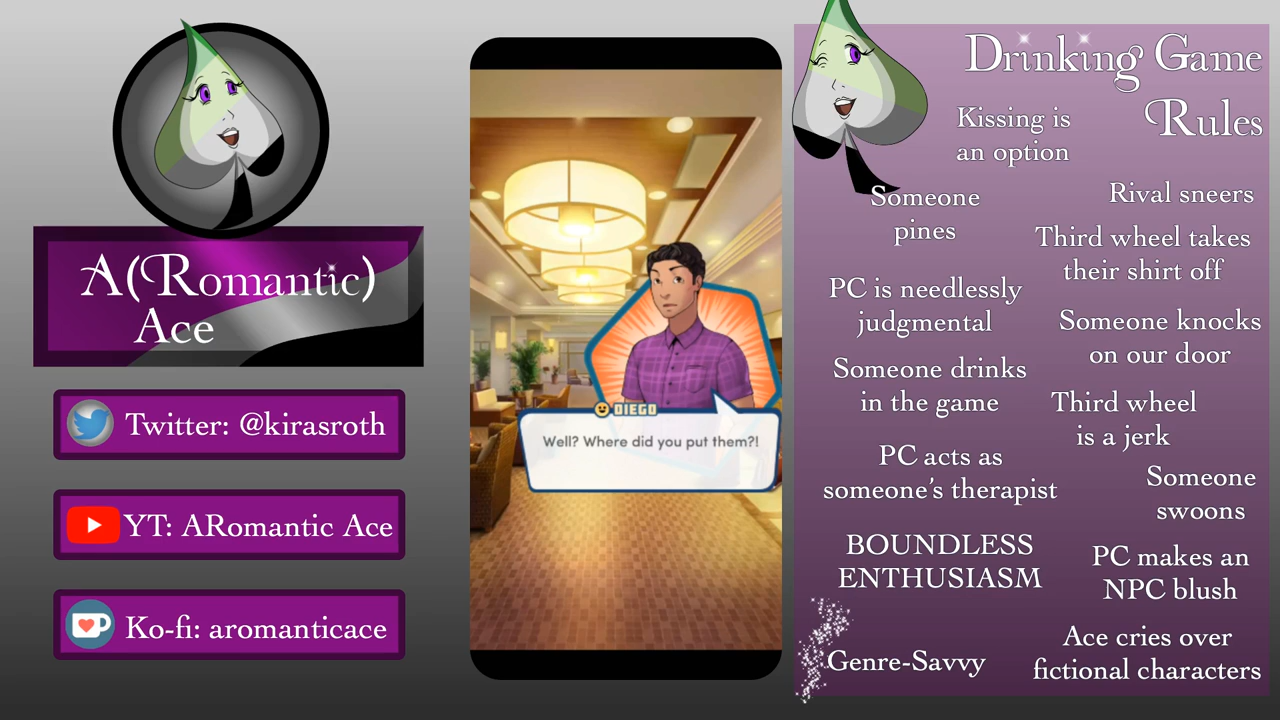 A(Romantic)
Ace
Twitter: @kirasroth
YT: ARomantic Ace
Ko-fi: aromanticace
DIEGO
Well? Where did you put them?!
Drinking Game
Rules
Kissing is
an option
Someone
pines
Rival sneers
Third wheel takes
their shirt off
PC is needlessly
judgmental
Someone knocks
on our door
Someone drinks
in the game
Third wheel
is a jerk
PC acts as
someone's therapist
Someone
swoons
BOUNDLESS
ENTHUSIASM
PC makes an
NPC blush
Genre-Savvy
Ace cries over
fictional characters